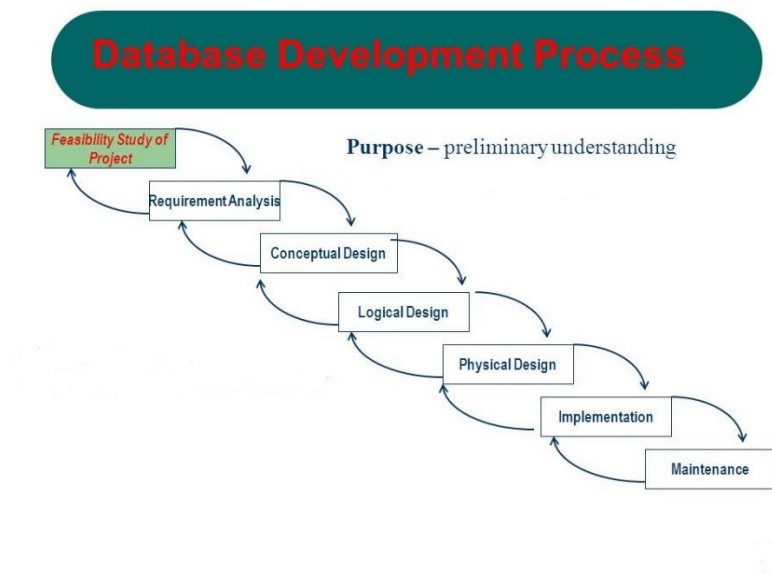 Database Development Process
Feasibility Study of
Project
Purpose – preliminary understanding
Requirement Analysis
Conceptual Design
Logical Design
Physical Design
Implementation
Maintenance